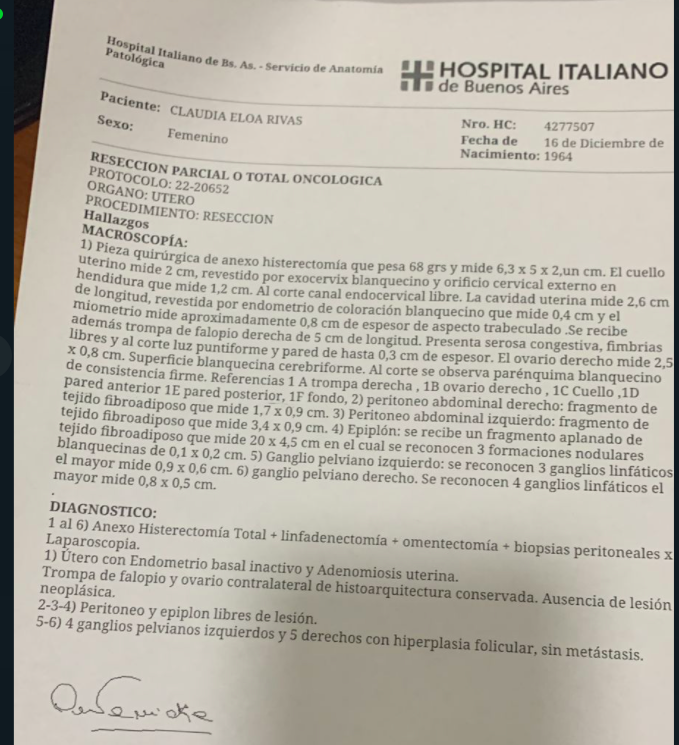 Hospital Italiano de Bs. As. - Servicio de Anatomía
Patológica
HOSPITAL ITALIANO
de Buenos Aires
Paciente: CLAUDIA ELOA RIVAS
Sexo: Femenino
Nro. HC: 4277507
Fecha de 16 de Diciembre de
Nacimiento: 1964
RESECCION PARCIAL O TOTAL ONCOLOGICA
PROTOCOLO: 22-20652
ORGANO: UTERO
PROCEDIMIENTO: RESECCION
Hallazgos
MACROSCOPÍA:
1) Pieza quirúrgica de anexo histerectomía que pesa 68 grs y mide 6,3 x 5 x 2,un cm. El cuello
uterino mide 2 cm, revestido por exocervix blanquecino y orificio cervical externo en
hendidura que mide 1,2 cm. Al corte canal endocervical libre. La cavidad uterina mide 2,6 cm
de longitud, revestida por endometrio de coloración blanquecino que mide 0,4 cm y el
miometrio mide aproximadamente 0,8 cm de espesor de aspecto trabeculado .Se recibe
además trompa de falopio derecha de 5 cm de longitud. Presenta serosa congestiva, fimbrias
libres y al corte luz puntiforme y pared de hasta 0,3 cm de espesor. El ovario derecho mide 2,5
x 0,8 cm. Superficie blanquecina cerebriforme. Al corte se observa parénquima blanquecino
de consistencia firme. Referencias 1 A trompa derecha , 1B ovario derecho , 1C Cuello ,1D
pared anterior 1E pared posterior, 1F fondo, 2) peritoneo abdominal derecho: fragmento de
tejido fibroadiposo que mide 1,7 x 0,9 cm. 3) Peritoneo abdominal izquierdo: fragmento de
tejido fibroadiposo que mide 3,4 x 0,9 cm. 4) Epiplón: se recibe un fragmento aplanado de
tejido fibroadiposo que mide 20 x 4,5 cm en el cual se reconocen 3 formaciones nodulares
blanquecinas de 0,1 x 0,2 cm. 5) Ganglio pelviano izquierdo: se reconocen 3 ganglios linfáticos
el mayor mide 0,9 x 0,6 cm. 6) ganglio pelviano derecho. Se reconocen 4 ganglios linfáticos el
mayor mide 0,8 x 0,5 cm.
.
DIAGNOSTICO:
1 al 6) Anexo Histerectomía Total + linfadenectomía + omentectomía + biopsias peritoneales x
Laparoscopia.
1) Útero con Endometrio basal inactivo y Adenomiosis uterina.
Trompa de falopio y ovario contralateral de histoarquitectura conservada. Ausencia de lesión
neoplásica.
2-3-4) Peritoneo y epiplon libres de lesión.
5-6) 4 ganglios pelvianos izquierdos y 5 derechos con hiperplasia folicular, sin metástasis.